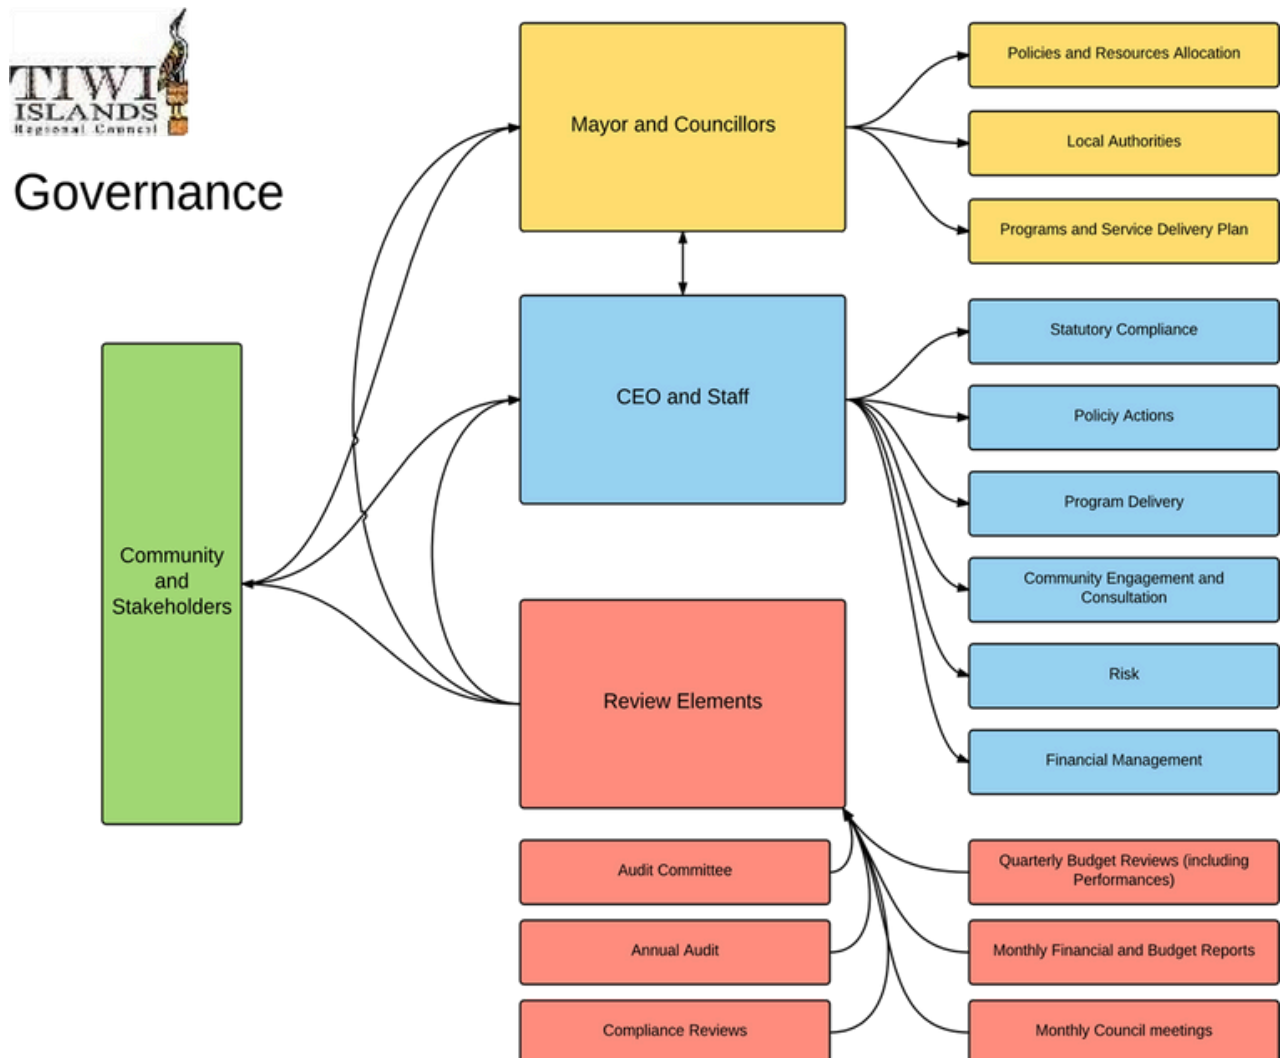 TIWI
ISLANDS
Regional Council
Governance
Mayor and Councillors
Policies and Resources Allocation
Local Authorities
Programs and Service Delivery Plan
CEO and Staff
Statutory Compliance
Policiy Actions
Program Delivery
Community Engagement and
Consultation
Risk
Financial Management
Community
and
Stakeholders
Review Elements
Audit Committee
Annual Audit
Compliance Reviews
Quarterly Budget Reviews (including
Performances)
Monthly Financial and Budget Reports
Monthly Council meetings